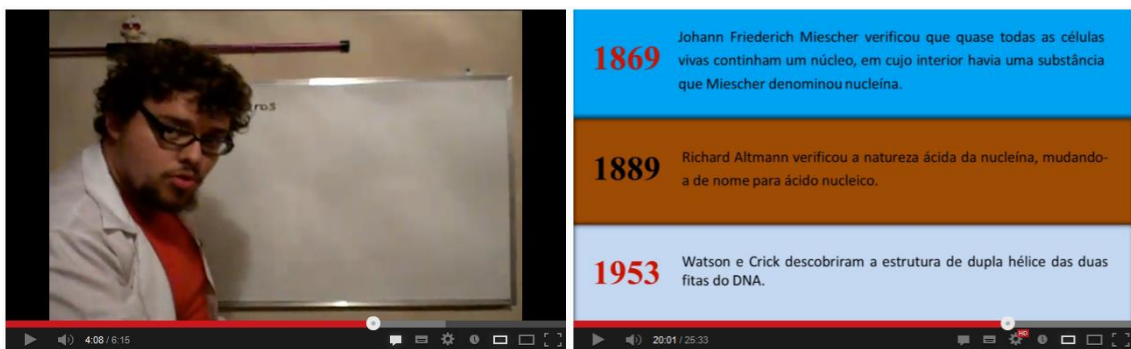 ros
4:08 / 6:15
1869
Johann Friederich Miescher verificou que quase todas as células
vivas continham um núcleo, em cujo interior havia uma substância
que Miescher denominou nucleína.
1889
Richard Altmann verificou a natureza ácida da nucleína, mudando-
a de nome para ácido nucleico.
1953
Watson e Crick descobriram a estrutura de dupla hélice das duas
fitas do DNA.
20:01 / 25:33
HD